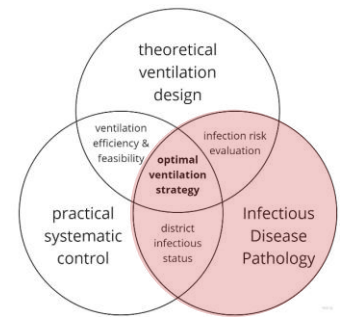 theoretical
ventilation
design
ventilation
efficiency &
feasibility
infection risk
evaluation
optimal
ventilation
strategy
practical
systematic
control
district
infectious
status
Infectious
Disease
Pathology